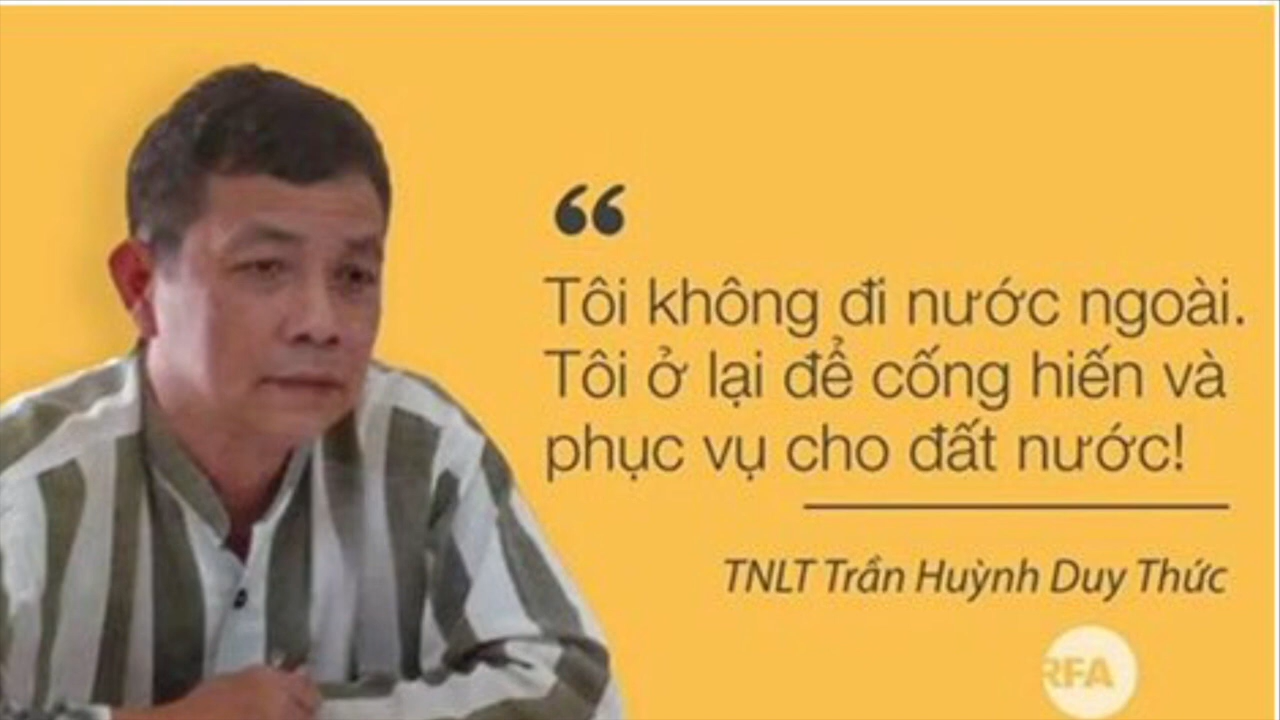 “
Tôi không đi nước ngoài.
Tôi ở lại để cống hiến và
phục vụ cho đất nước!
TNLT Trần Huỳnh Duy Thức
RFA